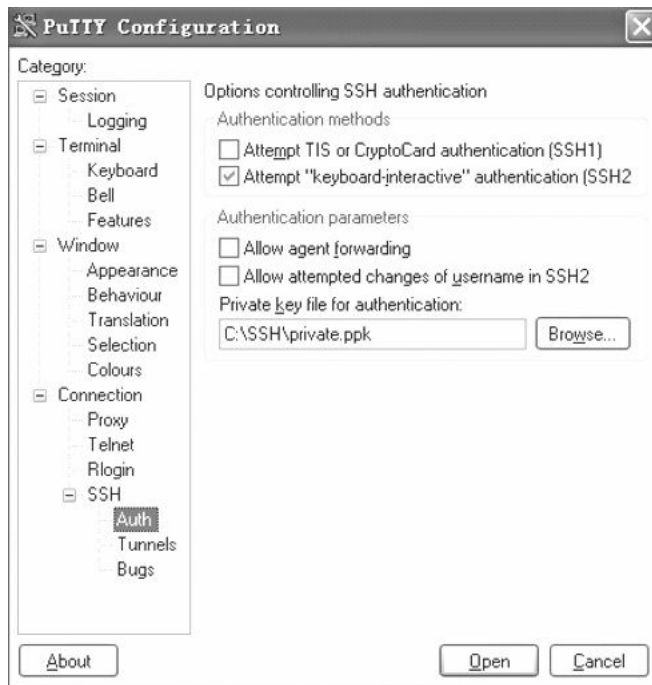 PuTTY Configuration
Category:
Session
Logging
Terminal
Keyboard
Bell
Features
Window
Appearance
Behaviour
Translation
Selection
Colours
Connection
Proxy
Telnet
Rlogin
SSH
Auth
Tunnels
Bugs
Options controlling SSH authentication
Authentication methods
Attempt TIS or CryptoCard authentication (SSH1)
Attempt "keyboard-interactive" authentication (SSH2
Authentication parameters
Allow agent forwarding
Allow attempted changes of username in SSH2
Private key file for authentication:
C:\SSH\private.ppk
Browse...
About
Open
Cancel